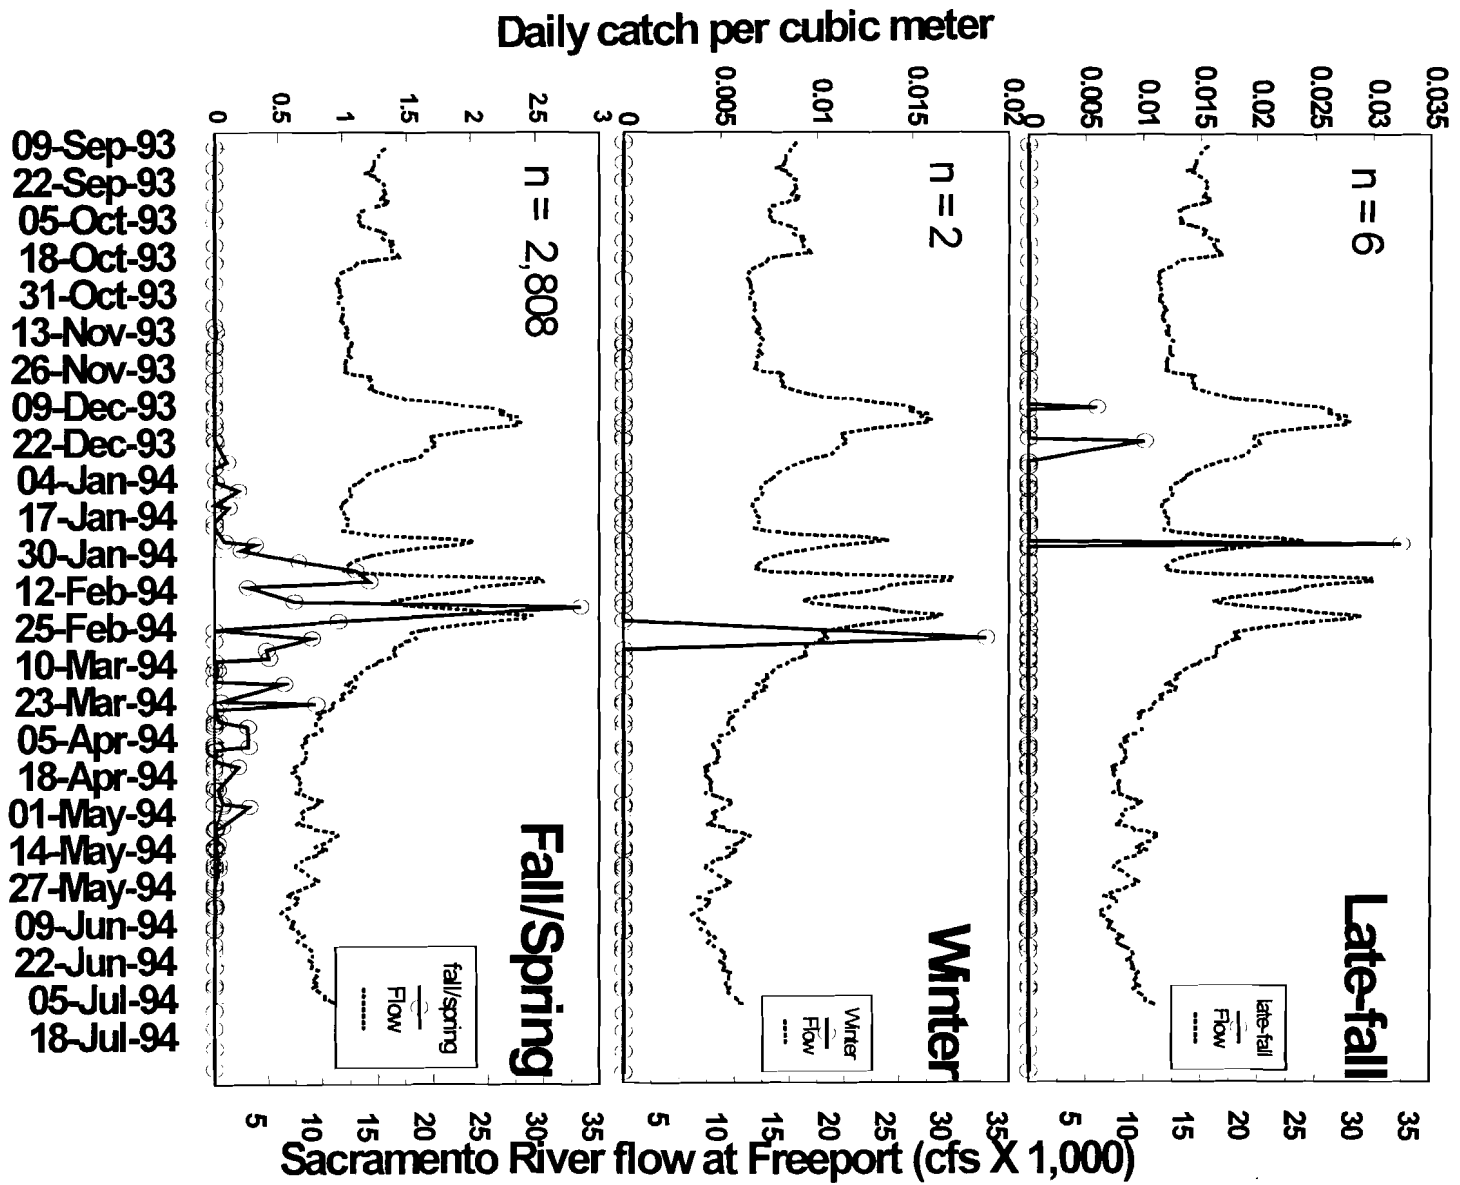 Daily catch per cubic meter
0
0.5
1
1.5
2
2.5
3
0
0.005
0.01
0.015
0.02
0
0.005
0.01
0.015
0.02
0.025
0.03
0.035
09-Sep-93
22-Sep-93
05-Oct-93
18-Oct-93
31-Oct-93
13-Nov-93
26-Nov-93
09-Dec-93
22-Dec-93
04-Jan-94
17-Jan-94
30-Jan-94
12-Feb-94
25-Feb-94
10-Mar-94
23-Mar-94
05-Apr-94
18-Apr-94
01-May-94
14-May-94
27-May-94
09-Jun-94
22-Jun-94
05-Jul-94
18-Jul-94
n = 2,808
Fall/Spring
fall/spring
Flow
n = 2
Winter
Winter
Flow
n = 6
Late-fall
late-fall
Flow
5
10
15
20
25
30
35
5
10
15
20
25
30
35
5
10
15
20
25
30
35
Sacramento River flow at Freeport (cfs X 1,000)